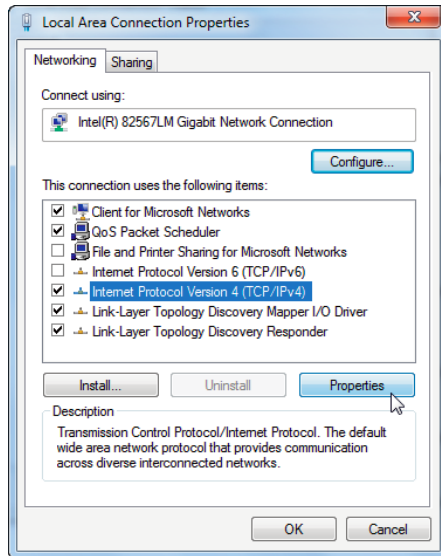 Local Area Connection Properties
Networking
Sharing
Connect using:
Intel(R) 82567LM Gigabit Network Connection
Configure...
This connection uses the following items:
Client for Microsoft Networks
QoS Packet Scheduler
File and Printer Sharing for Microsoft Networks
Internet Protocol Version 6 (TCP/IPv6)
Internet Protocol Version 4 (TCP/IPv4)
Link-Layer Topology Discovery Mapper I/O Driver
Link-Layer Topology Discovery Responder
Install...
Uninstall
Properties
Description
Transmission Control Protocol/Internet Protocol. The default
wide area network protocol that provides communication
across diverse interconnected networks.
OK
Cancel